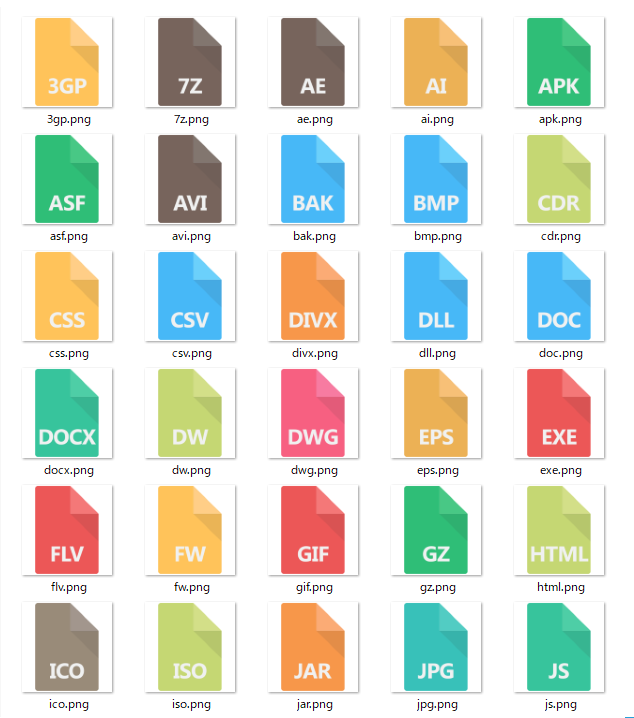 3GP 7Z AE AI APK
3gp.png 7z.png ae.png ai.png apk.png
ASF AVI BAK BMP CDR
asf.png avi.png bak.png bmp.png cdr.png
CSS CSV DIVX DLL DOC
css.png csv.png divx.png dll.png doc.png
DOCX DW DWG EPS EXE
docx.png dw.png dwg.png eps.png exe.png
FLV FW GIF GZ HTML
flv.png fw.png gif.png gz.png html.png
ICO ISO JAR JPG JS
ico.png iso.png jar.png jpg.png js.png